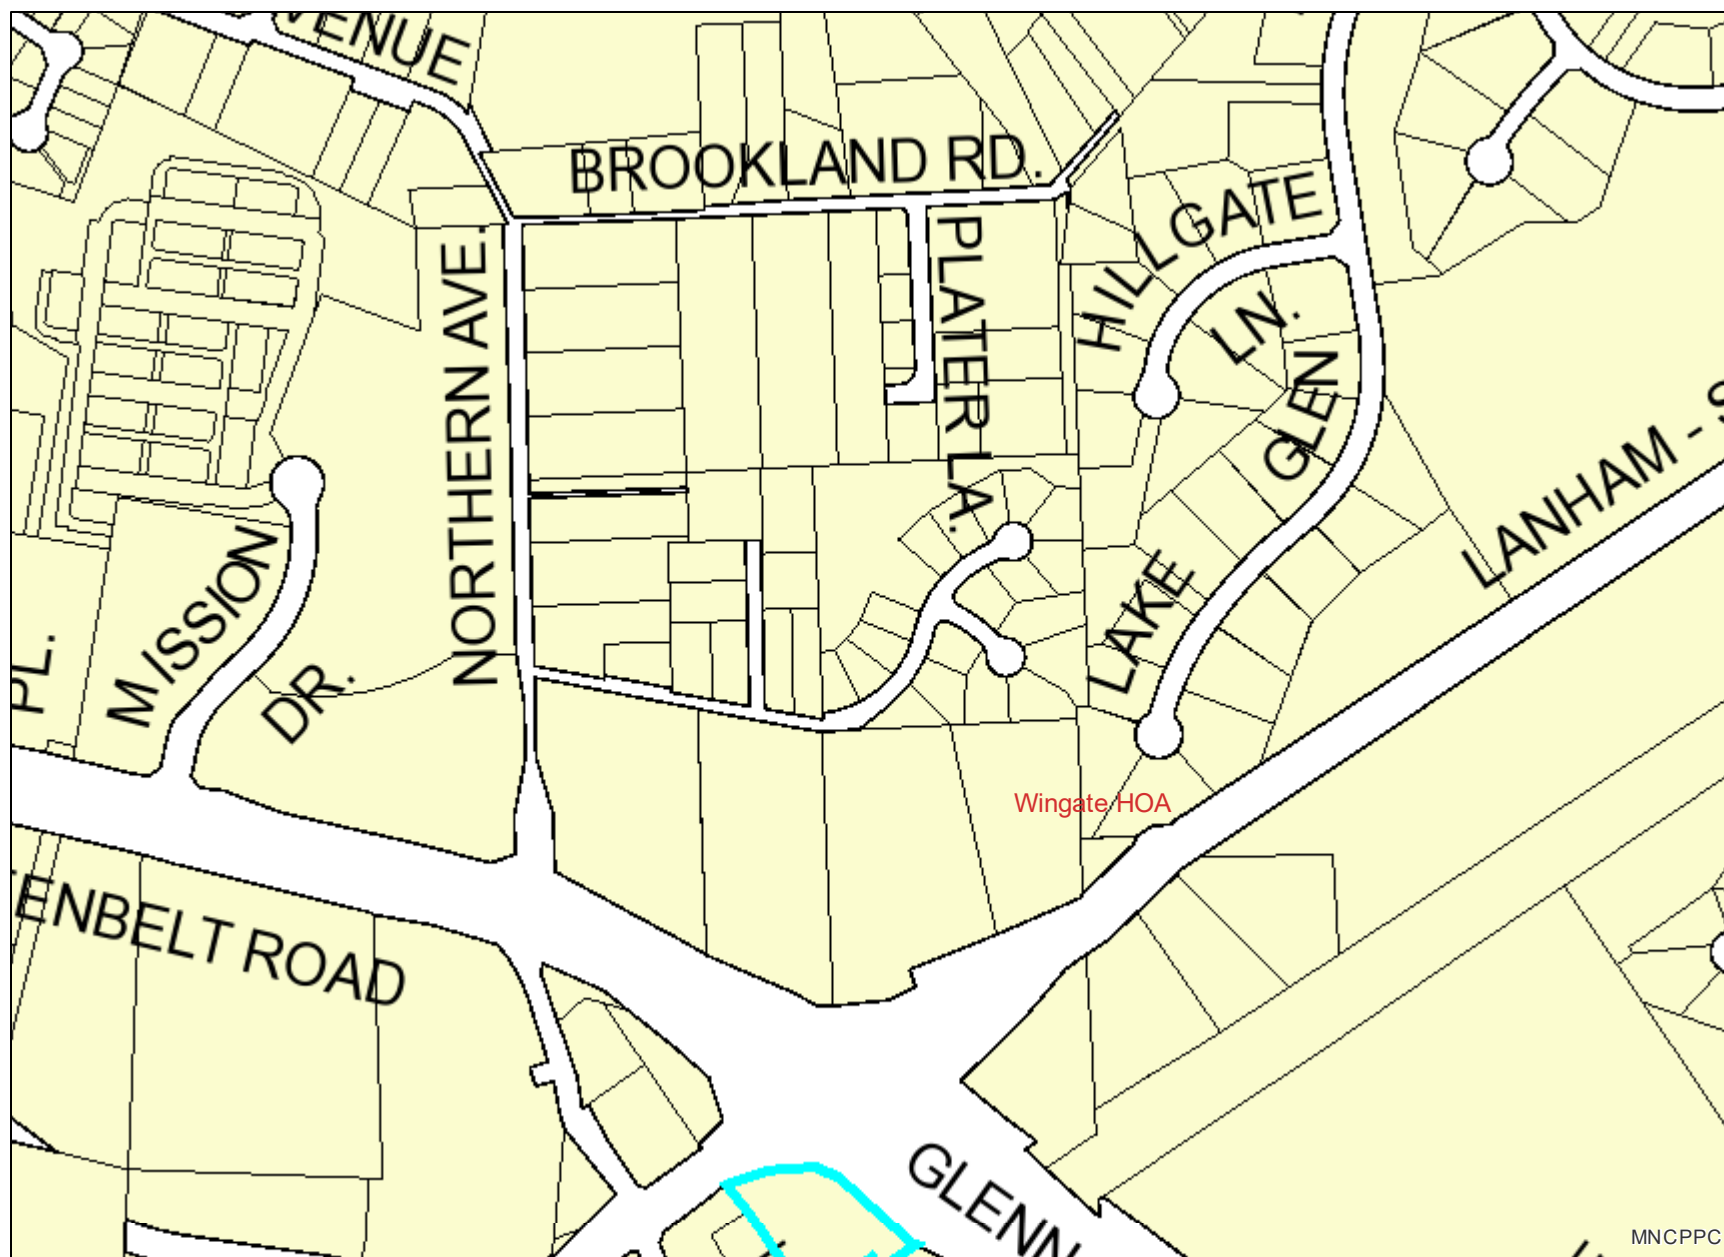 VENUE
BROOKLAND RD.
HILLGATE
LN.
NORTHERN AVE.
PLATER LA.
GLEN
LAKE
LANHAM - S
MISSION
DR.
PL.
Wingate HOA
ENBELT ROAD
GLENN
MNCPPC